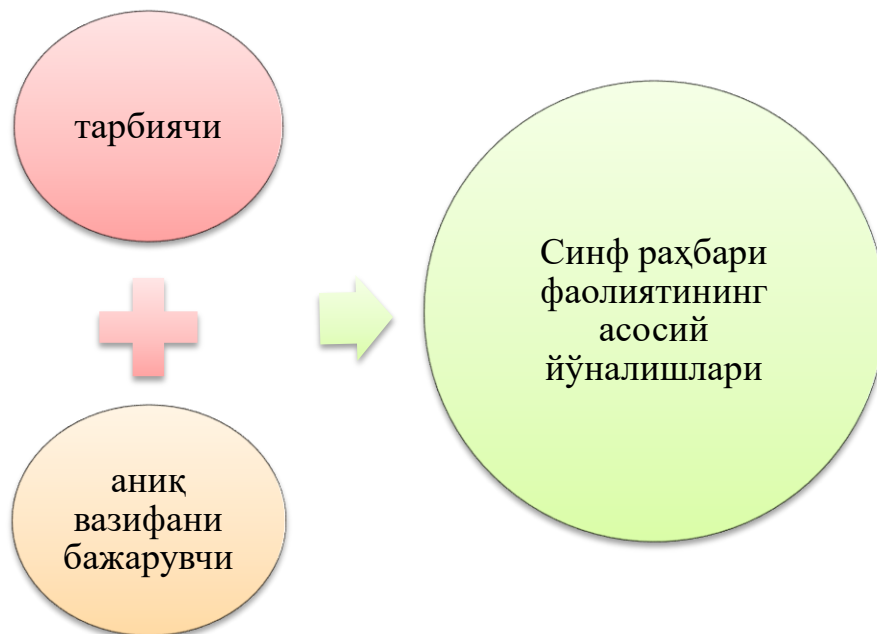 тарбиячи
аниқ
вазифани
бажарувчи
Синф раҳбари
фаолиятининг
асосий
йўналишлари